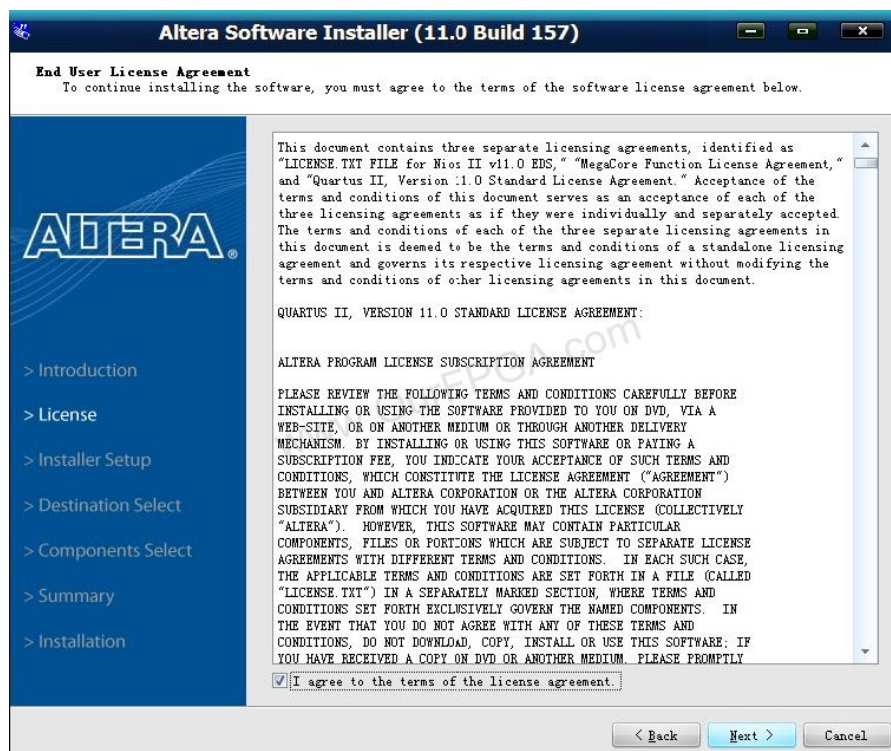 Altera Software Installer (11.0 Build 157)
End User License Agreement
To continue installing the software, you must agree to the terms of the software license agreement below.
ALTERA®
> Introduction
> License
> Installer Setup
> Destination Select
> Components Select
> Summary
> Installation
This document contains three separate licensing agreements, identified as
"LICENSE.TXT FILE for Nios II v11.0 EDS," "MegaCore Function License Agreement,"
and "Quartus II, Version 11.0 Standard License Agreement." Acceptance of the
terms and conditions of this document serves as an acceptance of each of the
three licensing agreements as if they were individually and separately accepted.
The terms and conditions of each of the three separate licensing agreements in
this document is deemed to be the terms and conditions of a standalone licensing
agreement and governs its respective licensing agreement without modifying the
terms and conditions of other licensing agreements in this document.
QUARTUS II, VERSION 11.0 STANDARD LICENSE AGREEMENT:
ALTERA PROGRAM LICENSE SUBSCRIPTION AGREEMENT
PLEASE REVIEW THE FOLLOWING TERMS AND CONDITIONS CAREFULLY BEFORE
INSTALLING OR USING THE SOFTWARE PROVIDED TO YOU ON DVD, VIA A
WEB-SITE, OR ON ANOTHER MEDIUM OR THROUGH ANOTHER DELIVERY
MECHANISM. BY INSTALLING OR USING THIS SOFTWARE OR PAYING A
SUBSCRIPTION FEE, YOU INDICATE YOUR ACCEPTANCE OF SUCH TERMS AND
CONDITIONS, WHICH CONSTITUTE THE LICENSE AGREEMENT ("AGREEMENT")
BETWEEN YOU AND ALTERA CORPORATION OR THE ALTERA CORPORATION
SUBSIDIARY FROM WHICH YOU HAVE ACQUIRED THIS LICENSE (COLLECTIVELY
"ALTERA"). HOWEVER, THIS SOFTWARE MAY CONTAIN PARTICULAR
COMPONENTS, FILES OR PORTIONS WHICH ARE SUBJECT TO SEPARATE LICENSE
AGREEMENTS WITH DIFFERENT TERMS AND CONDITIONS. IN EACH SUCH CASE,
THE APPLICABLE TERMS AND CONDITIONS ARE SET FORTH IN A FILE (CALLED
"LICENSE.TXT") IN A SEPARATELY MARKED SECTION, WHERE TERMS AND
CONDITIONS SET FORTH EXCLUSIVELY GOVERN THE NAMED COMPONENTS. IN
THE EVENT THAT YOU DO NOT AGREE WITH ANY OF THESE TERMS AND
CONDITIONS, DO NOT DOWNLOAD, COPY, INSTALL OR USE THIS SOFTWARE; IF
YOU HAVE RECEIVED A COPY ON DVD OR ANOTHER MEDIUM, PLEASE PROMPTLY
www.OurFPGA.com
I agree to the terms of the license agreement.
< Back
Next >
Cancel